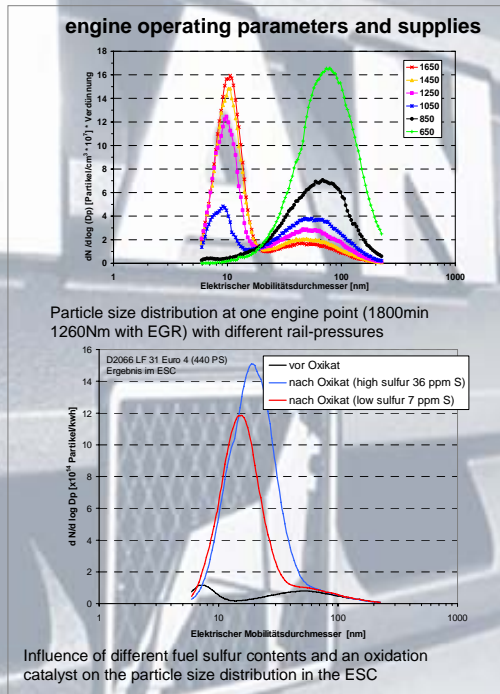 engine operating parameters and supplies
dN /dlog (Dp) [Partikel/cm³ *10⁷] * Verdünnung
18
16
14
12
10
8
6
4
2
0
1
10
100
1000
Elektrischer Mobilitätsdurchmesser [nm]
1650
1450
1250
1050
850
650
Particle size distribution at one engine point (1800min
1260Nm with EGR) with different rail-pressures
D2066 LF 31 Euro 4 (440 PS)
Ergebnis im ESC
vor Oxikat
nach Oxikat (high sulfur 36 ppm S)
nach Oxikat (low sulfur 7 ppm S)
d N/d log Dp [x10¹⁴ Partikel/kwh]
16
14
12
10
8
6
4
2
0
1
10
100
1000
Elektrischer Mobilitätsdurchmesser [nm]
Influence of different fuel sulfur contents and an oxidation
catalyst on the particle size distribution in the ESC